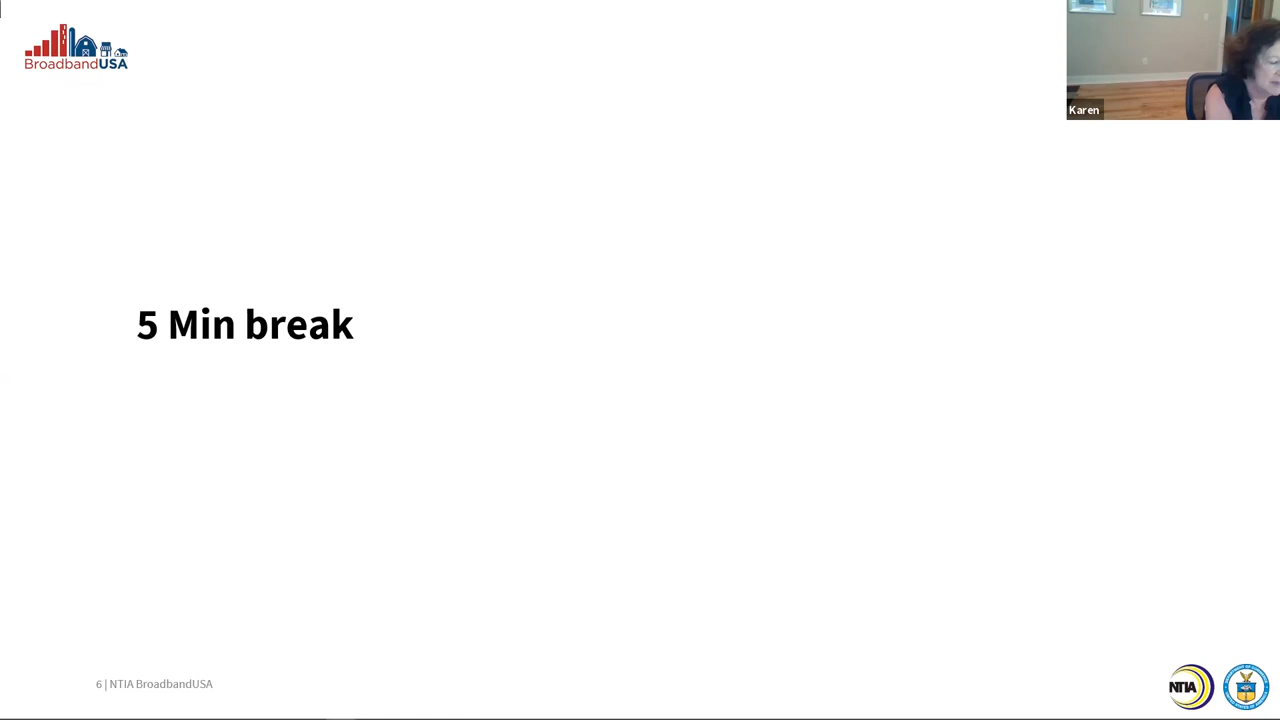 BroadbandUSA
Karen
5 Min break
6 | NTIA BroadbandUSA
NTIA